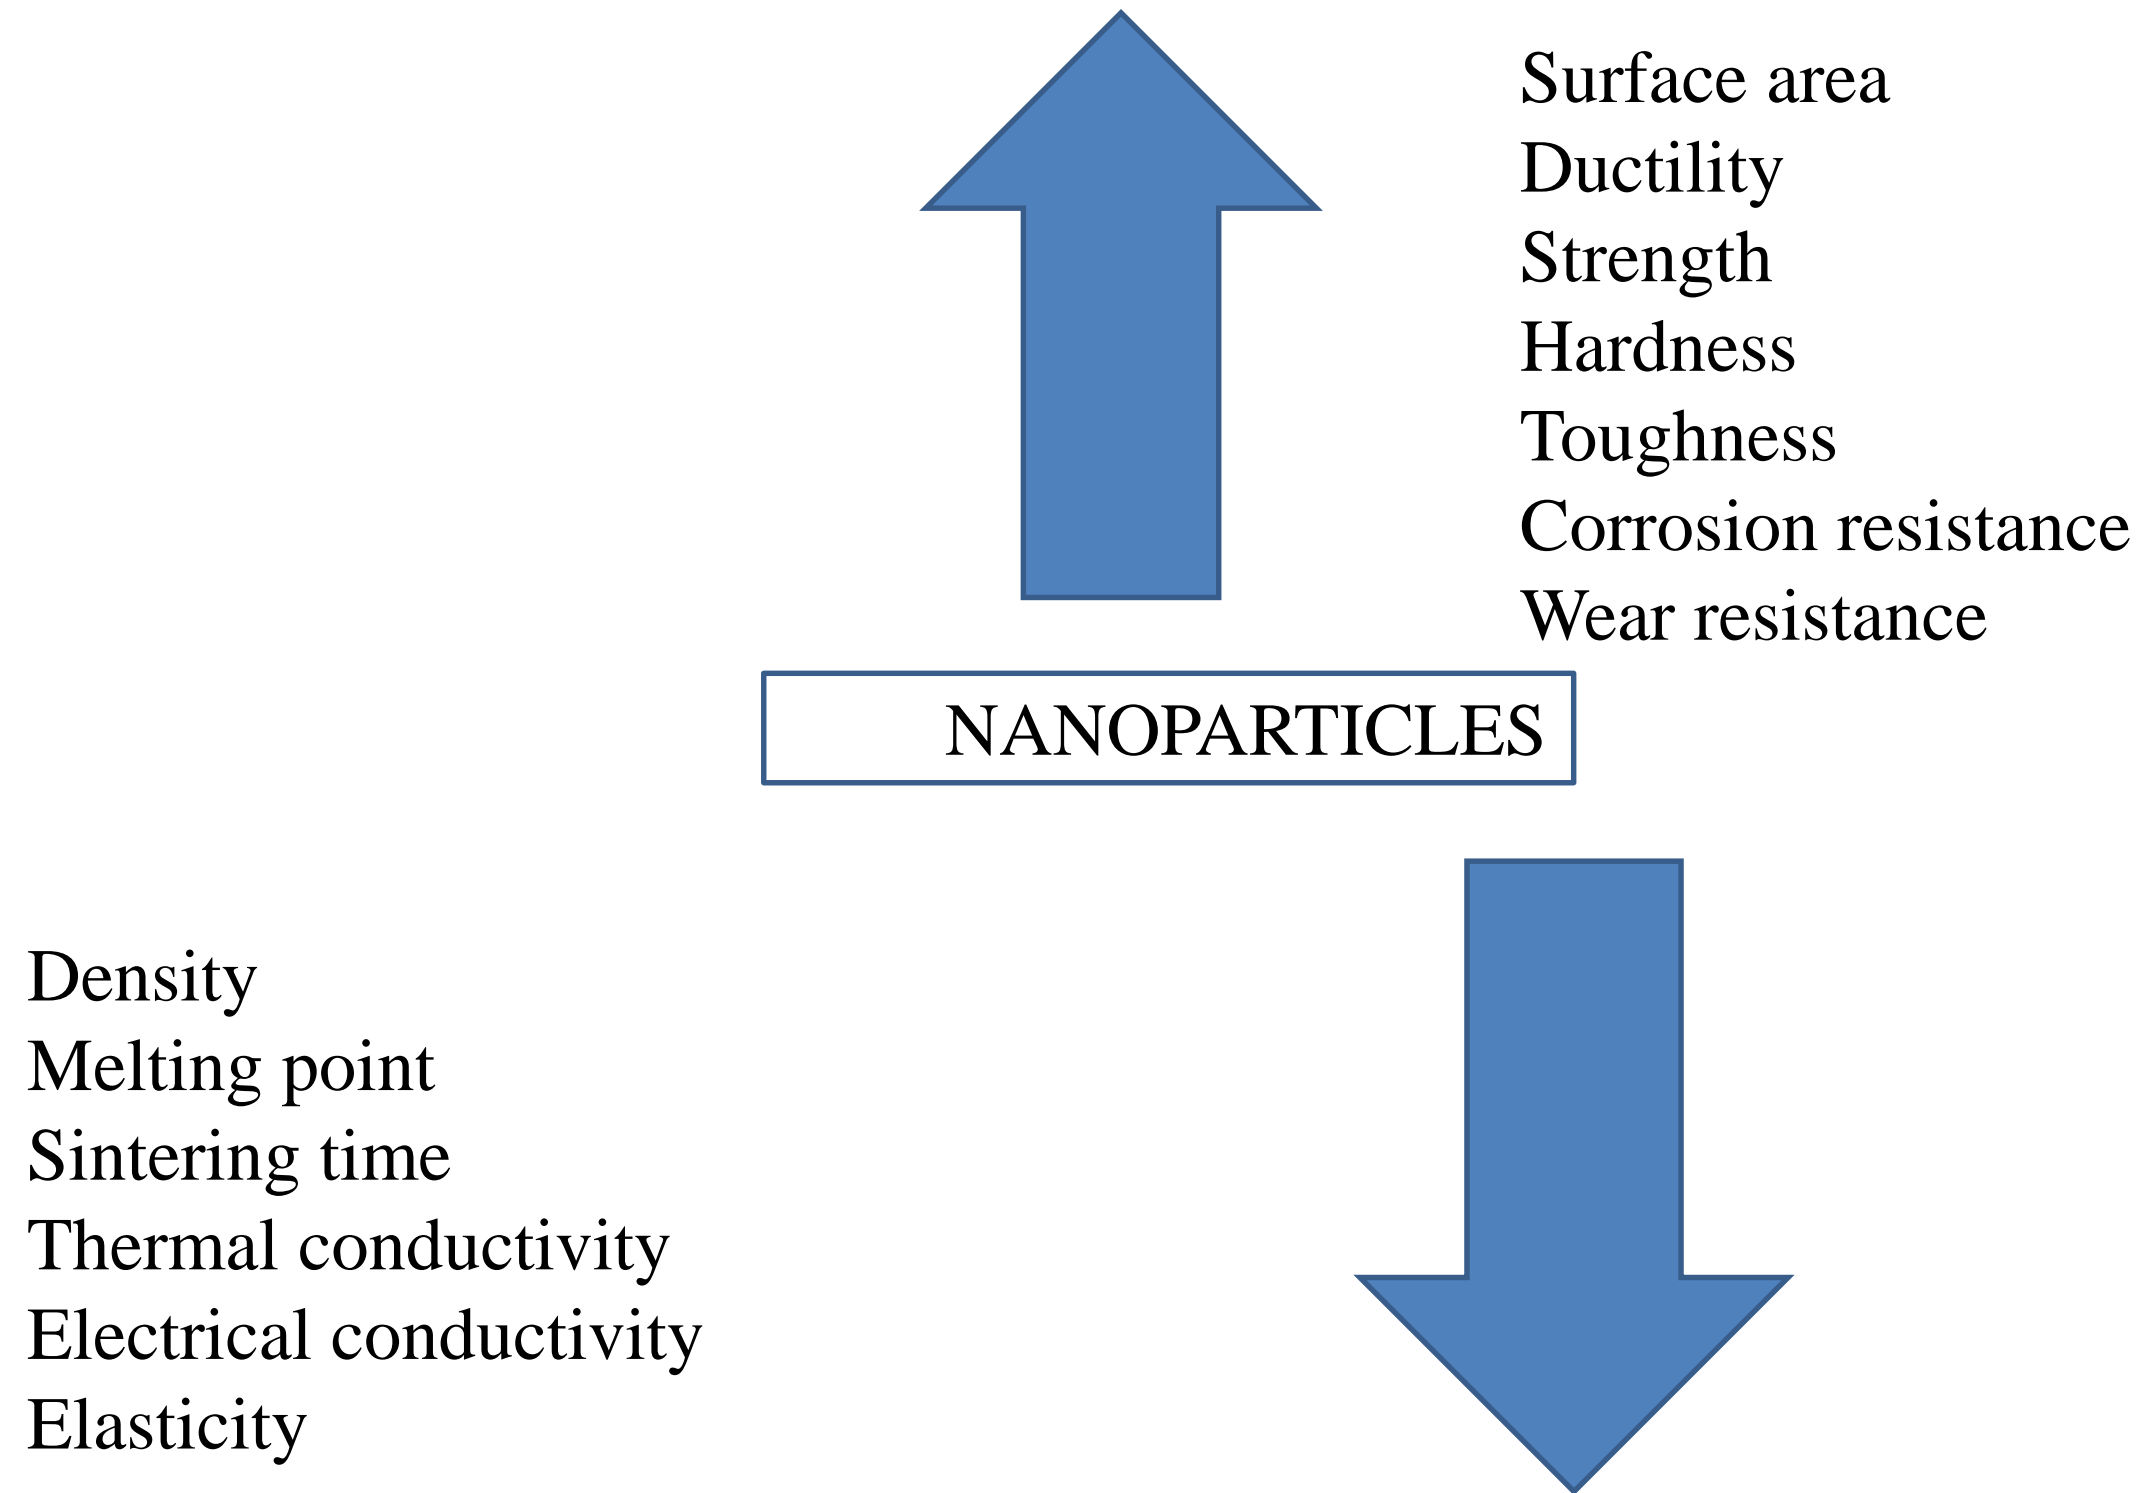 Surface area
Ductility
Strength
Hardness
Toughness
Corrosion resistance
Wear resistance
NANOPARTICLES
Density
Melting point
Sintering time
Thermal conductivity
Electrical conductivity
Elasticity